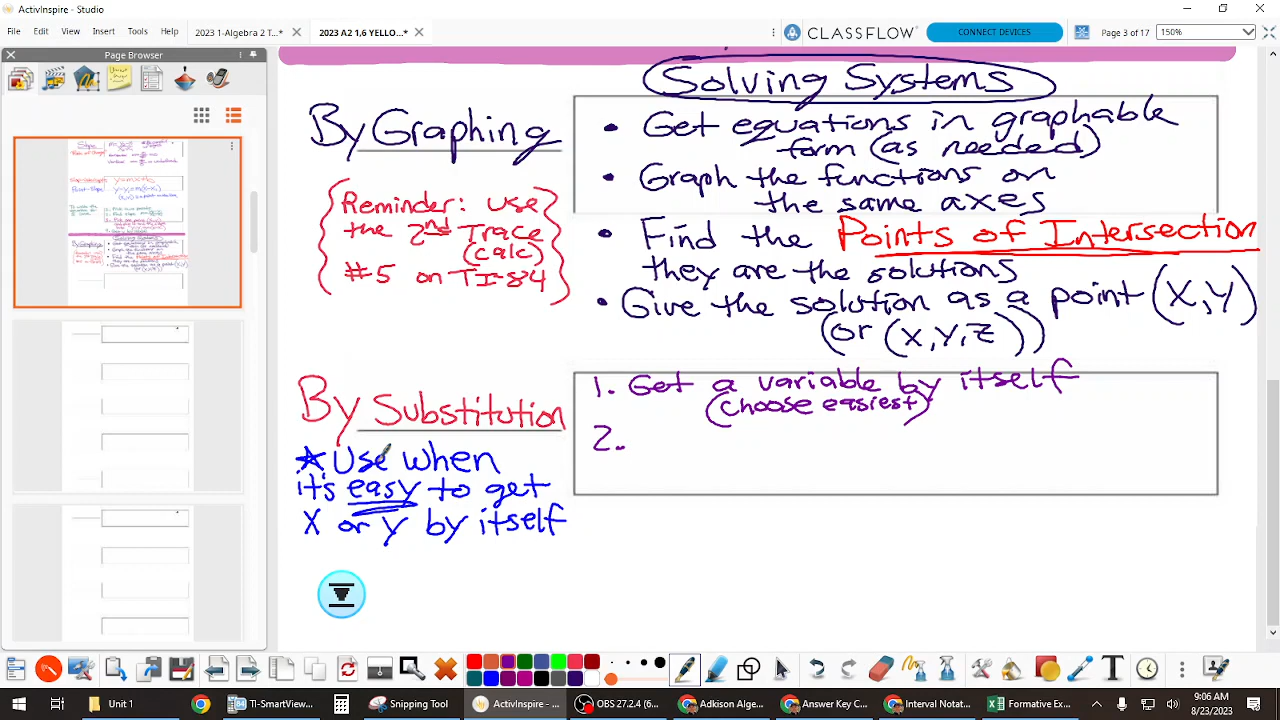 ActivInspire - Studio
File Edit View Insert Tools Help
2023 1-Algebra 2 T...*
2023 A2 1,6 YELLO...*
CLASSFLOW
CONNECT DEVICES
Page 3 of 17
150%
Page Browser
Solving Systems
By Graphing
• Get equations in graphable
form (as needed)
• Graph the functions on
the same axes
• Find the Points of Intersection
they are the solutions
• Give the solution as a point (X,Y)
(or (X,Y,Z))
Reminder: Use
the 2nd Trace
(calc)
#5 on TI-84
By Substitution
★Use when
it's easy to get
X or y by itself
1. Get a variable by itself
(choose easiest)
2.
Unit 1
TI-SmartView...
Snipping Tool
ActivInspire - ...
OBS 27.2.4 (6...
Adkison Alge...
Answer Key C...
Interval Notat...
Formative Ex...
9:06 AM
8/23/2023